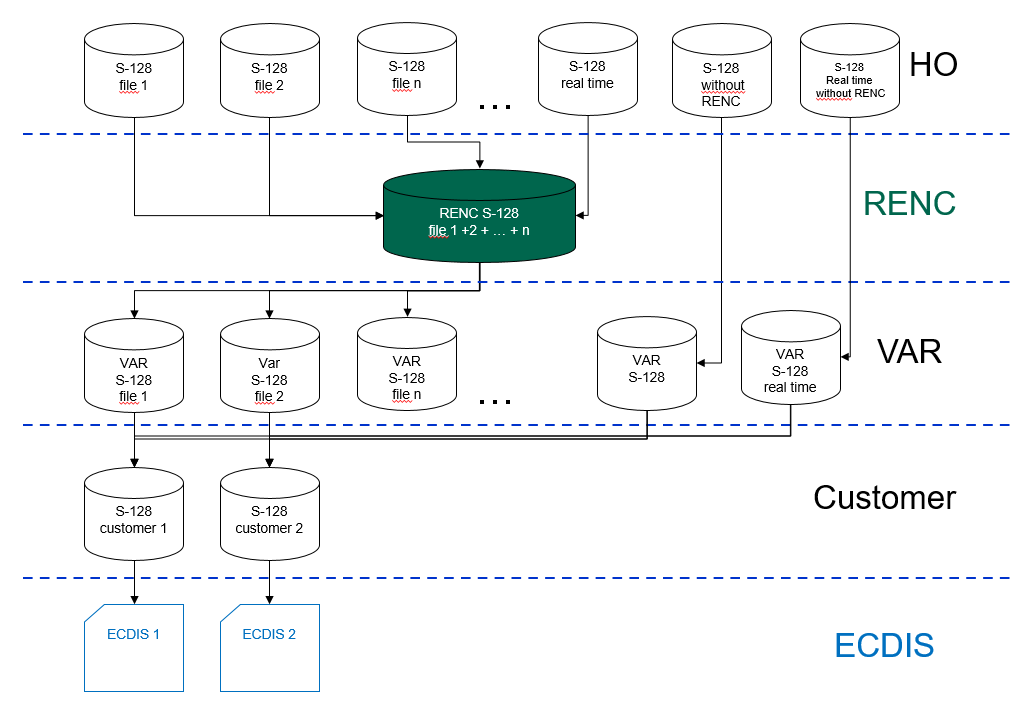 S-128
file 1
S-128
file 2
S-128
file n
...
S-128
real time
S-128
without
RENC
S-128
Real time
without RENC
HO
RENC
RENC S-128
file 1 +2 + ... + n
VAR
VAR
S-128
file 1
Var
S-128
file 2
VAR
S-128
file n
...
VAR
S-128
VAR
S-128
real time
Customer
S-128
customer 1
S-128
customer 2
ECDIS 1
ECDIS 2
ECDIS